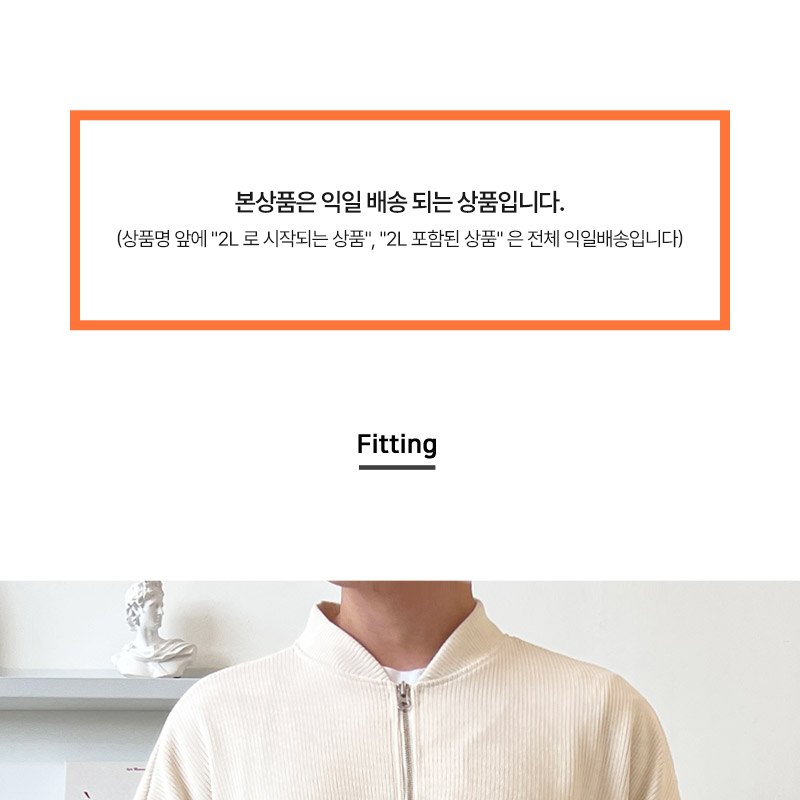 본상품은 익일 배송 되는 상품입니다.
(상품명 앞에 "2L 로 시작되는 상품", "2L 포함된 상품" 은 전체 익일배송입니다)
Fitting